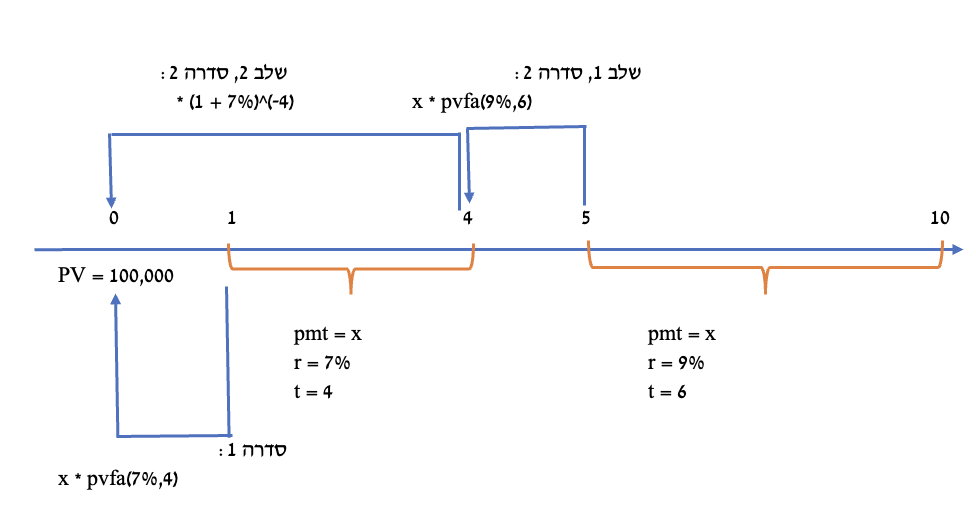 שלב 2, סדרה 2 :
* (1 + 7%)^(-4)
שלב 1, סדרה 2 :
x * pvfa(9%,6)
0
1
4
5
10
PV = 100,000
pmt = x
r = 7%
t = 4
pmt = x
r = 9%
t = 6
סדרה 1 :
x * pvfa(7%,4)